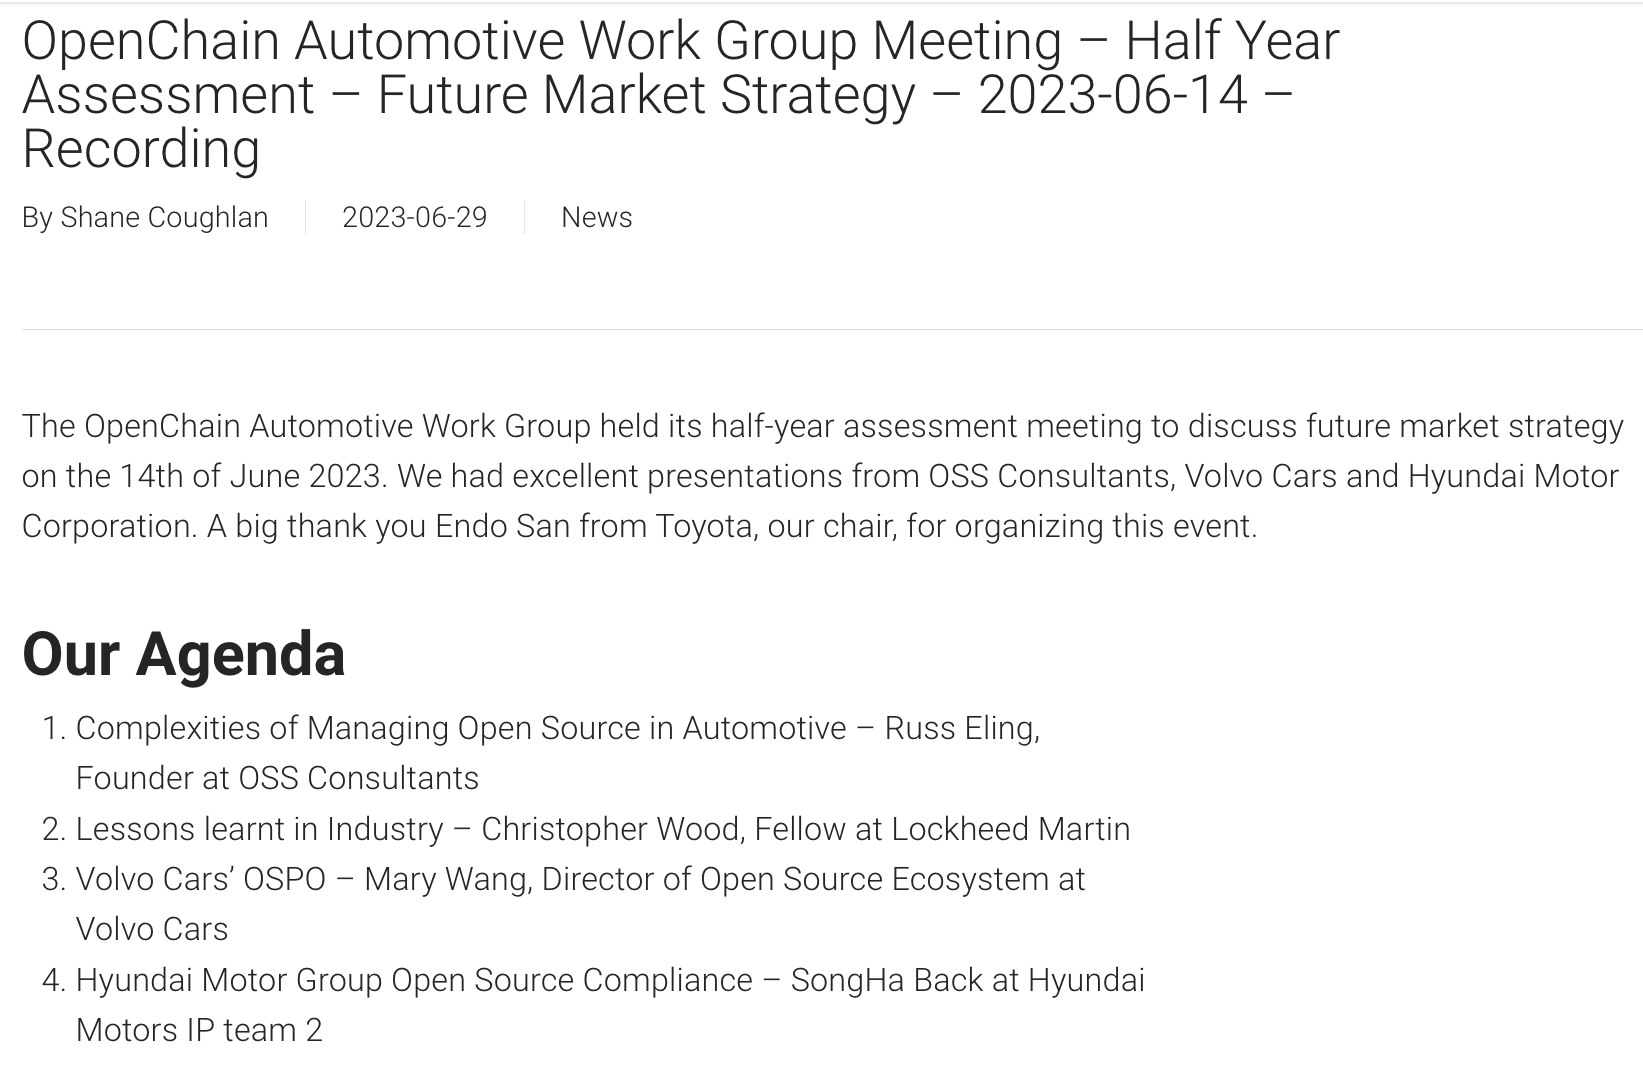 OpenChain Automotive Work Group Meeting – Half Year
Assessment – Future Market Strategy – 2023-06-14 –
Recording
By Shane Coughlan 2023-06-29 News
The OpenChain Automotive Work Group held its half-year assessment meeting to discuss future market strategy
on the 14th of June 2023. We had excellent presentations from OSS Consultants, Volvo Cars and Hyundai Motor
Corporation. A big thank you Endo San from Toyota, our chair, for organizing this event.
Our Agenda
1. Complexities of Managing Open Source in Automotive – Russ Eling,
Founder at OSS Consultants
2. Lessons learnt in Industry – Christopher Wood, Fellow at Lockheed Martin
3. Volvo Cars’ OSPO – Mary Wang, Director of Open Source Ecosystem at
Volvo Cars
4. Hyundai Motor Group Open Source Compliance – SongHa Back at Hyundai
Motors IP team 2